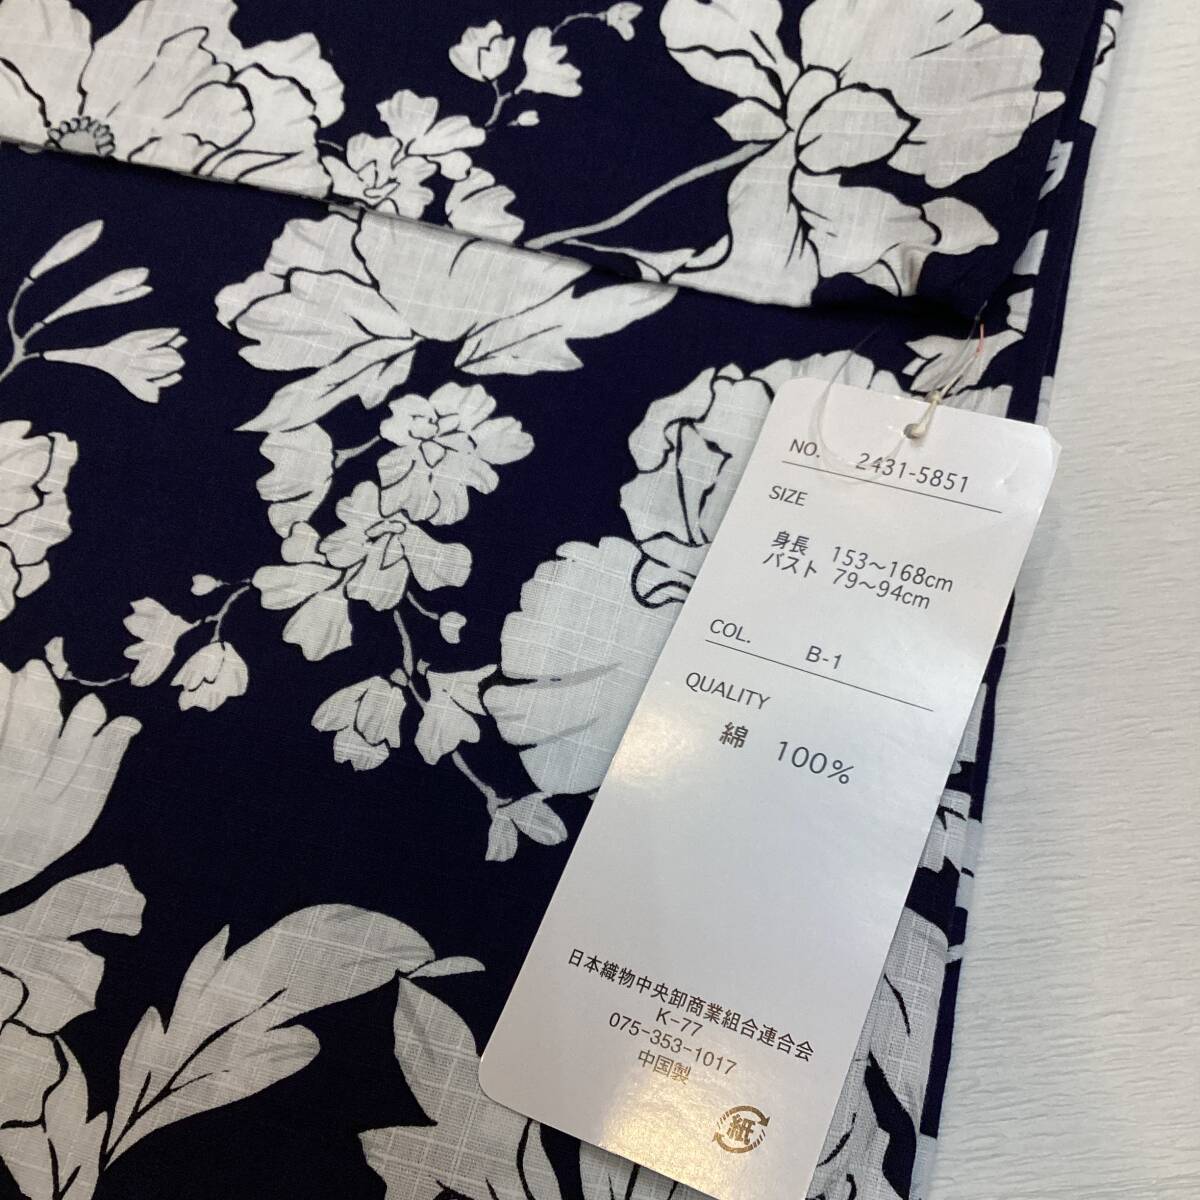 NO. 2431-5851
SIZE
身長 153～168cm
バスト 79～94cm
COL. B-1
QUALITY
綿 100%
日本織物中央卸商業組合連合会
K-77
075-353-1017
中国製
紙